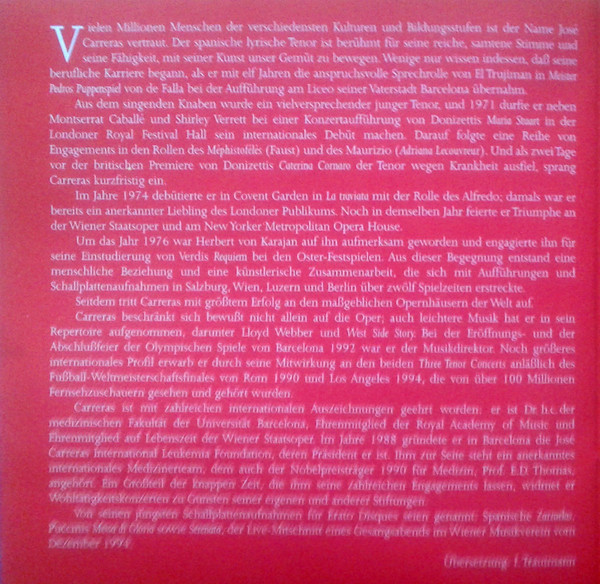 Vielen Millionen Menschen der verschiedensten Kulturen und Bildungsstufen ist der Name José
Carreras vertraut. Der spanische lyrische Tenor ist berühmt für seine reiche, samtene Stimme und
seine Fähigkeit, mit seiner Kunst unser Gemüt zu bewegen. Wenige nur wissen indessen, daß seine
berufliche Karriere begann, als er mit elf Jahren die anspruchsvolle Sprechrolle von El Trujiman in Meister
Pedros Puppenspiel von de Falla bei der Aufführung am Liceo seiner Vaterstadt Barcelona übernahm.
Aus dem singenden Knaben wurde ein vielversprechender junger Tenor, und 1971 durfte er neben
Montserrat Caballé und Shirley Verrett bei einer Konzertaufführung von Donizettis Maria Stuart in der
Londoner Royal Festival Hall sein internationales Debüt machen. Darauf folgte eine Reihe von
Engagements in den Rollen des Méphistofélès (Faust) und des Maurizio (Adriana Lecouvreur). Und als zwei Tage
vor der britischen Premiere von Donizettis Caterina Cornaro der Tenor wegen Krankheit ausfiel, sprang
Carreras kurzfristig ein.
Im Jahre 1974 debütierte er in Covent Garden in La traviata mit der Rolle des Alfredo; damals war er
bereits ein anerkannter Liebling des Londoner Publikums. Noch in demselben Jahr feierte er Triumphe an
der Wiener Staatsoper und am New Yorker Metropolitan Opera House.
Um das Jahr 1976 war Herbert von Karajan auf ihn aufmerksam geworden und engagierte ihn für
seine Einstudierung von Verdis Requiem bei den Oster-Festspielen. Aus dieser Begegnung entstand eine
menschliche Beziehung und eine künstlerische Zusammenarbeit, die sich mit Aufführungen und
Schallplattenaufnahmen in Salzburg, Wien, Luzern und Berlin über zwölf Spielzeiten erstreckte.
Seitdem tritt Carreras mit größtem Erfolg an den maßgeblichen Opernhäusern der Welt auf.
Carreras beschränkt sich bewußt nicht allein auf die Oper; auch leichtere Musik hat er in sein
Repertoire aufgenommen, darunter Lloyd Webber und West Side Story. Bei der Eröffnungs- und der
Abschlußfeier der Olympischen Spiele von Barcelona 1992 war er der Musikdirektor. Noch größeres
internationales Profil erwarb er durch seine Mitwirkung an den beiden Three Tenor Concerts anläßlich des
Fußball-Weltmeisterschaftsfinales von Rom 1990 und Los Angeles 1994, die von über 100 Millionen
Fernsehzuschauern gesehen und gehört wurden.
Carreras ist mit zahlreichen internationalen Auszeichnungen geehrt worden: er ist Dr.h.c. der
medizinischen Fakultät der Universität Barcelona, Ehrenmitglied der Royal Academy of Music und
Ehrenmitglied auf Lebenszeit der Wiener Staatsoper. Im Jahre 1988 gründete er in Barcelona die José
Carreras International Leukemia Foundation, deren Präsident er ist. Ihm zur Seite steht ein anerkanntes
internationales Medizinerteam, dem auch der Nobelpreisträger 1990 für Medizin, Prof. E.D. Thomas,
angehört. Ein Großteil der knappen Zeit, die ihm seine zahlreichen Engagements lassen, widmet er
Wohltätigkeitskonzerten zu Gunsten seiner eigenen und anderer Stiftungen.
Von seinen jüngsten Schallplattenaufnahmen für Erato Disques seien genannt: Spanische Zarzuelas,
Puccinis Messa di Gloria sowie Serenata, der Live-Mitschnitt eines Gesangabends im Wiener Musikverein vom
Dezember 1994.
Übersetzung: I. Trautmann